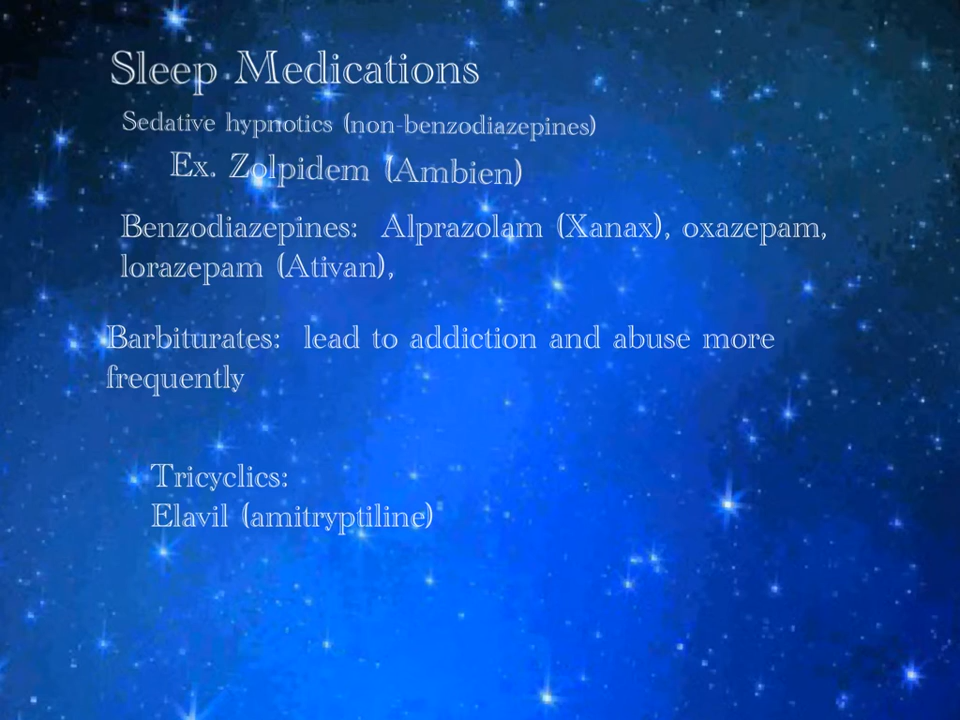 Sleep Medications
Sedative hypnotics (non-benzodiazepines)
Ex. Zolpidem (Ambien)
Benzodiazepines: Alprazolam (Xanax), oxazepam,
lorazepam (Ativan),
Barbiturates: lead to addiction and abuse more
frequently
Tricyclics:
Elavil (amitryptiline)